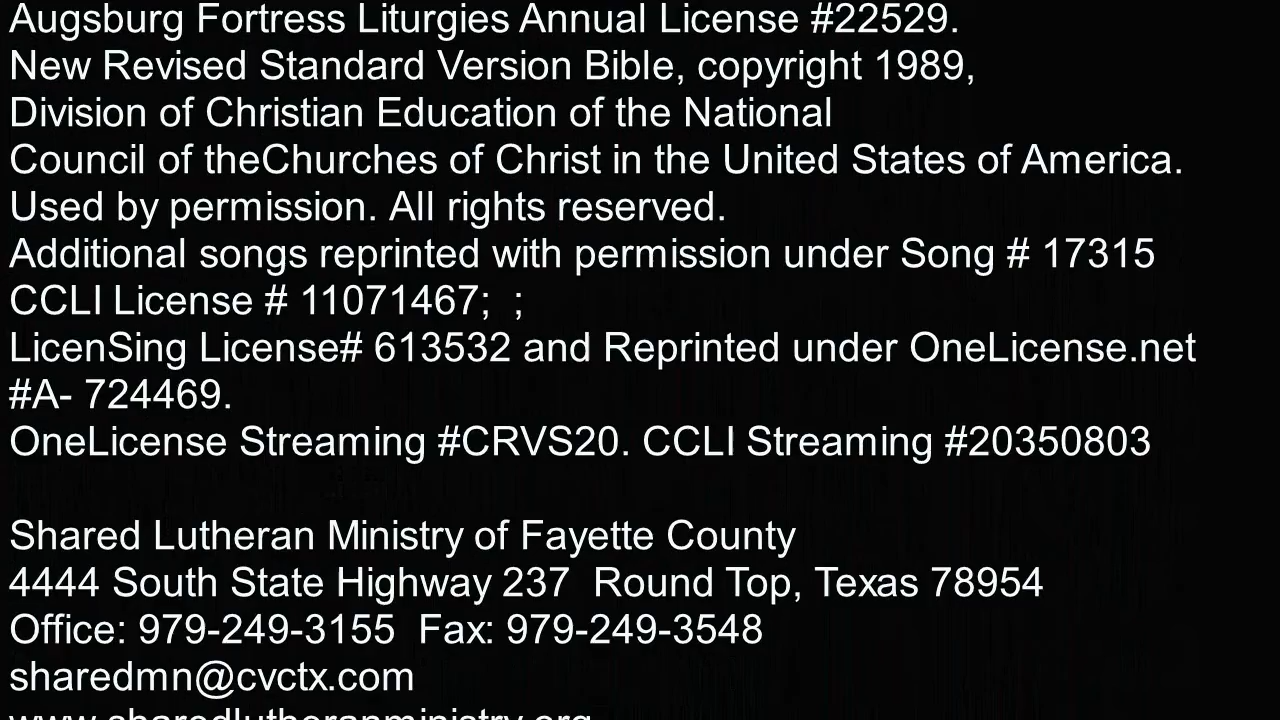 Augsburg Fortress Liturgies Annual License #22529.
New Revised Standard Version Bible, copyright 1989,
Division of Christian Education of the National
Council of theChurches of Christ in the United States of America.
Used by permission. All rights reserved.
Additional songs reprinted with permission under Song # 17315
CCLI License # 11071467;  ;
LicenSing License# 613532 and Reprinted under OneLicense.net
#A- 724469.
OneLicense Streaming #CRVS20. CCLI Streaming #20350803
Shared Lutheran Ministry of Fayette County
4444 South State Highway 237  Round Top, Texas 78954
Office: 979-249-3155  Fax: 979-249-3548
sharedmn@cvctx.com
www.sharedlutheranministry.org